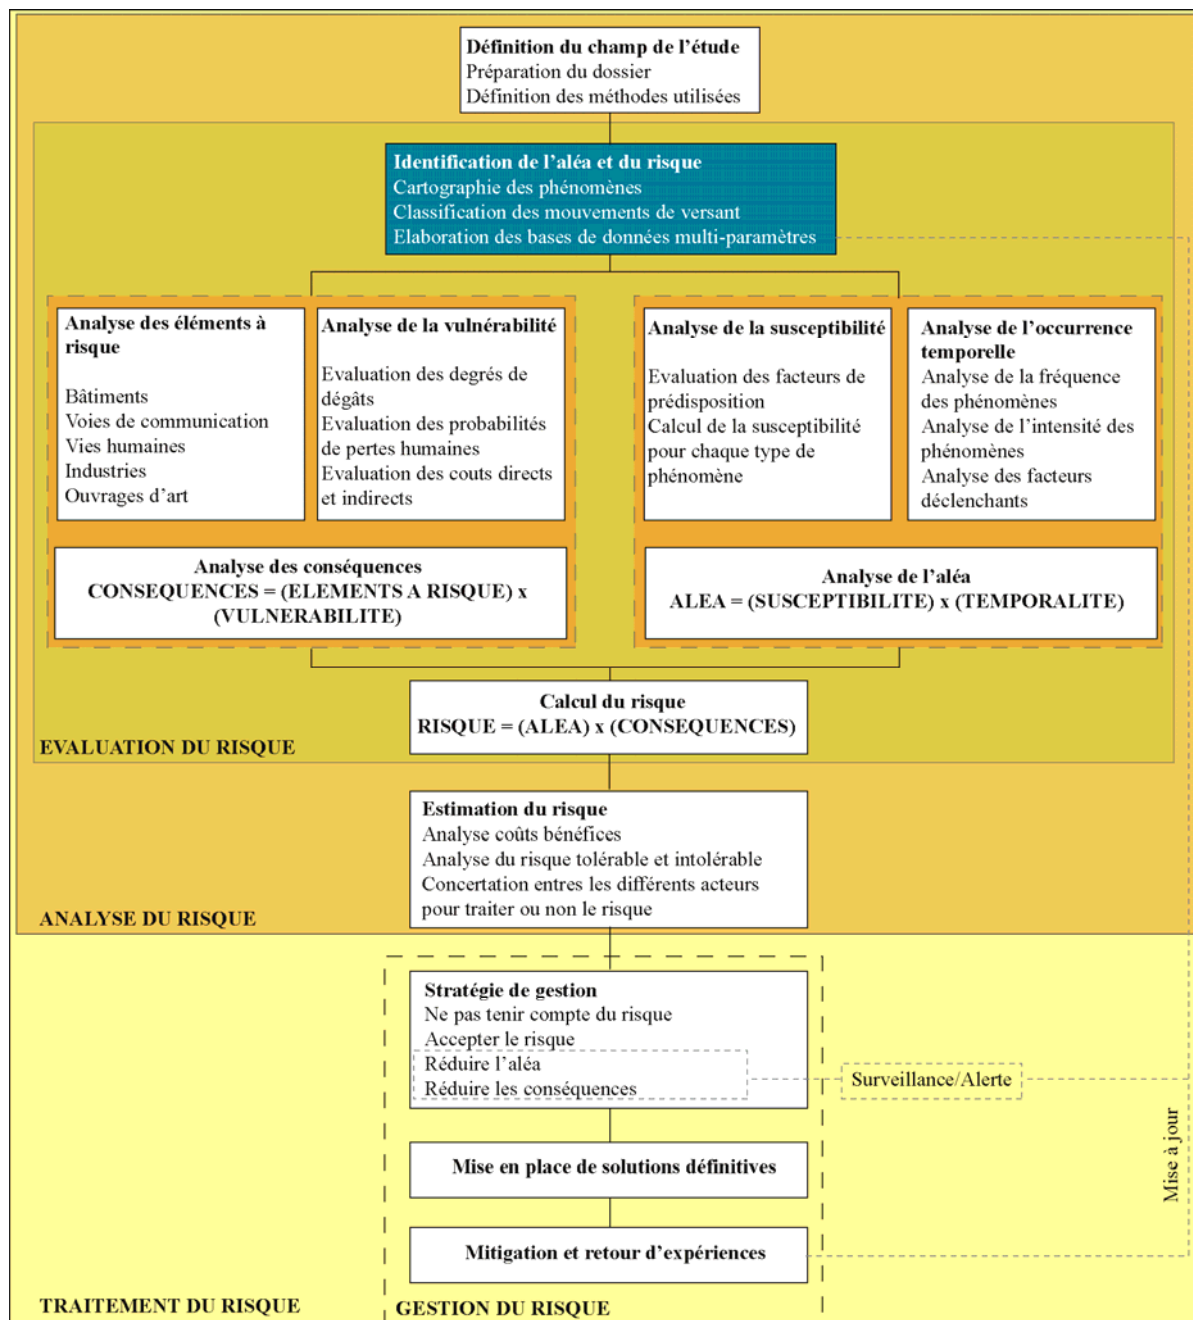 Définition du champ de l’étude
Préparation du dossier
Définition des méthodes utilisées
Identification de l’aléa et du risque
Cartographie des phénomènes
Classification des mouvements de versant
Elaboration des bases de données multi-paramètres
Analyse des éléments à
risque
Bâtiments
Voies de communication
Vies humaines
Industries
Ouvrages d’art
Analyse de la vulnérabilité
Evaluation des degrés de
dégâts
Evaluation des probabilités
de pertes humaines
Evaluation des couts directs
et indirects
Analyse des conséquences
CONSEQUENCES = (ELEMENTS A RISQUE) x
(VULNERABILITE)
Analyse de la susceptibilité
Evaluation des facteurs de
prédisposition
Calcul de la susceptibilité
pour chaque type de
phénomène
Analyse de l’occurrence
temporelle
Analyse de la fréquence
des phénomènes
Analyse de l’intensité des
phénomènes
Analyse des facteurs
déclenchants
Analyse de l’aléa
ALEA = (SUSCEPTIBILITE) x (TEMPORALITE)
Calcul du risque
RISQUE = (ALEA) x (CONSEQUENCES)
EVALUATION DU RISQUE
Estimation du risque
Analyse coûts bénéfices
Analyse du risque tolérable et intolérable
Concertation entres les différents acteurs
pour traiter ou non le risque
ANALYSE DU RISQUE
Stratégie de gestion
Ne pas tenir compte du risque
Accepter le risque
Réduire l’aléa
Réduire les conséquences
Surveillance/Alerte
Mise à jour
Mise en place de solutions définitives
Mitigation et retour d’expériences
TRAITEMENT DU RISQUE
GESTION DU RISQUE